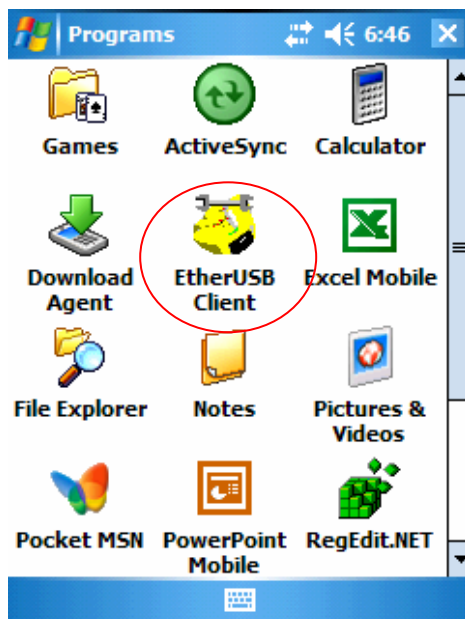 Programs 6:46
Games ActiveSync Calculator
Download EtherUSB Excel Mobile
Agent Client
File Explorer Notes Pictures &
Videos
Pocket MSN PowerPoint RegEdit.NET
Mobile